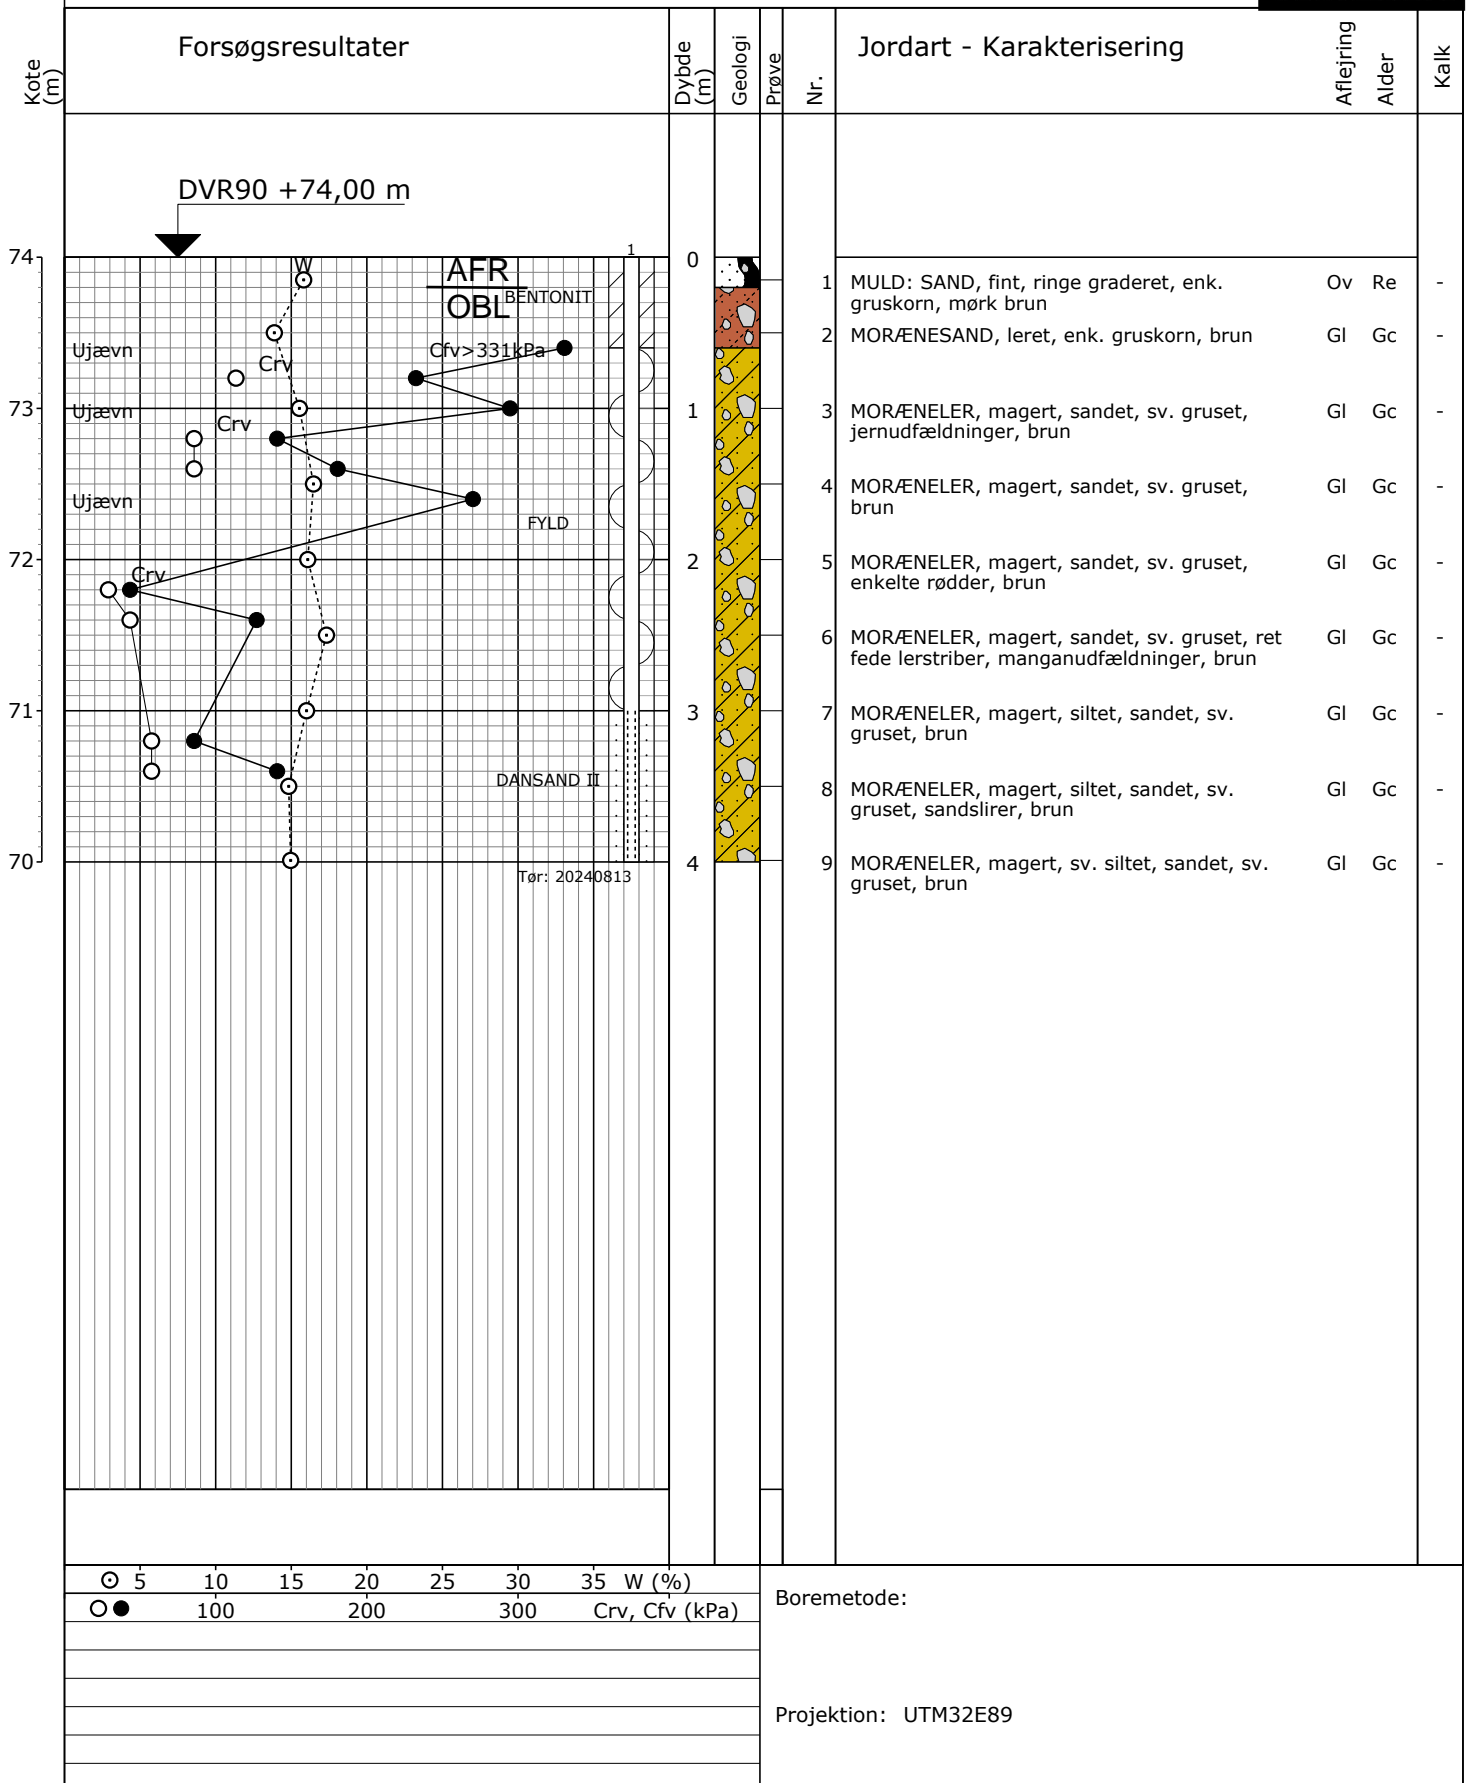 Forsøgsresultater
Kote
(m)
Dybde
(m)
Geologi
Prøve
Nr.
Jordart - Karakterisering
Aflejring
Alder
Kalk
DVR90 +74,00 m
74
73
72
71
70
1
W
AFR
OBL
BENTONIT
Ujævn
Cfv>331kPa
Crv
Ujævn
Crv
Ujævn
FYLD
Crv
DANSAND II
Tør: 20240813
0
1
2
3
4
1 MULD: SAND, fint, ringe graderet, enk. Ov Re -
gruskorn, mørk brun
2 MORÆNESAND, leret, enk. gruskorn, brun Gl Gc -
3 MORÆNELER, magert, sandet, sv. gruset, Gl Gc -
jernudfældninger, brun
4 MORÆNELER, magert, sandet, sv. gruset, Gl Gc -
brun
5 MORÆNELER, magert, sandet, sv. gruset, Gl Gc -
enkelte rødder, brun
6 MORÆNELER, magert, sandet, sv. gruset, ret Gl Gc -
fede lerstriber, manganudfældninger, brun
7 MORÆNELER, magert, siltet, sandet, sv. Gl Gc -
gruset, brun
8 MORÆNELER, magert, siltet, sandet, sv. Gl Gc -
gruset, sandslirer, brun
9 MORÆNELER, magert, sv. siltet, sandet, sv. Gl Gc -
gruset, brun
5 10 15 20 25 30 35 W (%)
100 200 300 Crv, Cfv (kPa)
Boremetode:
Projektion: UTM32E89